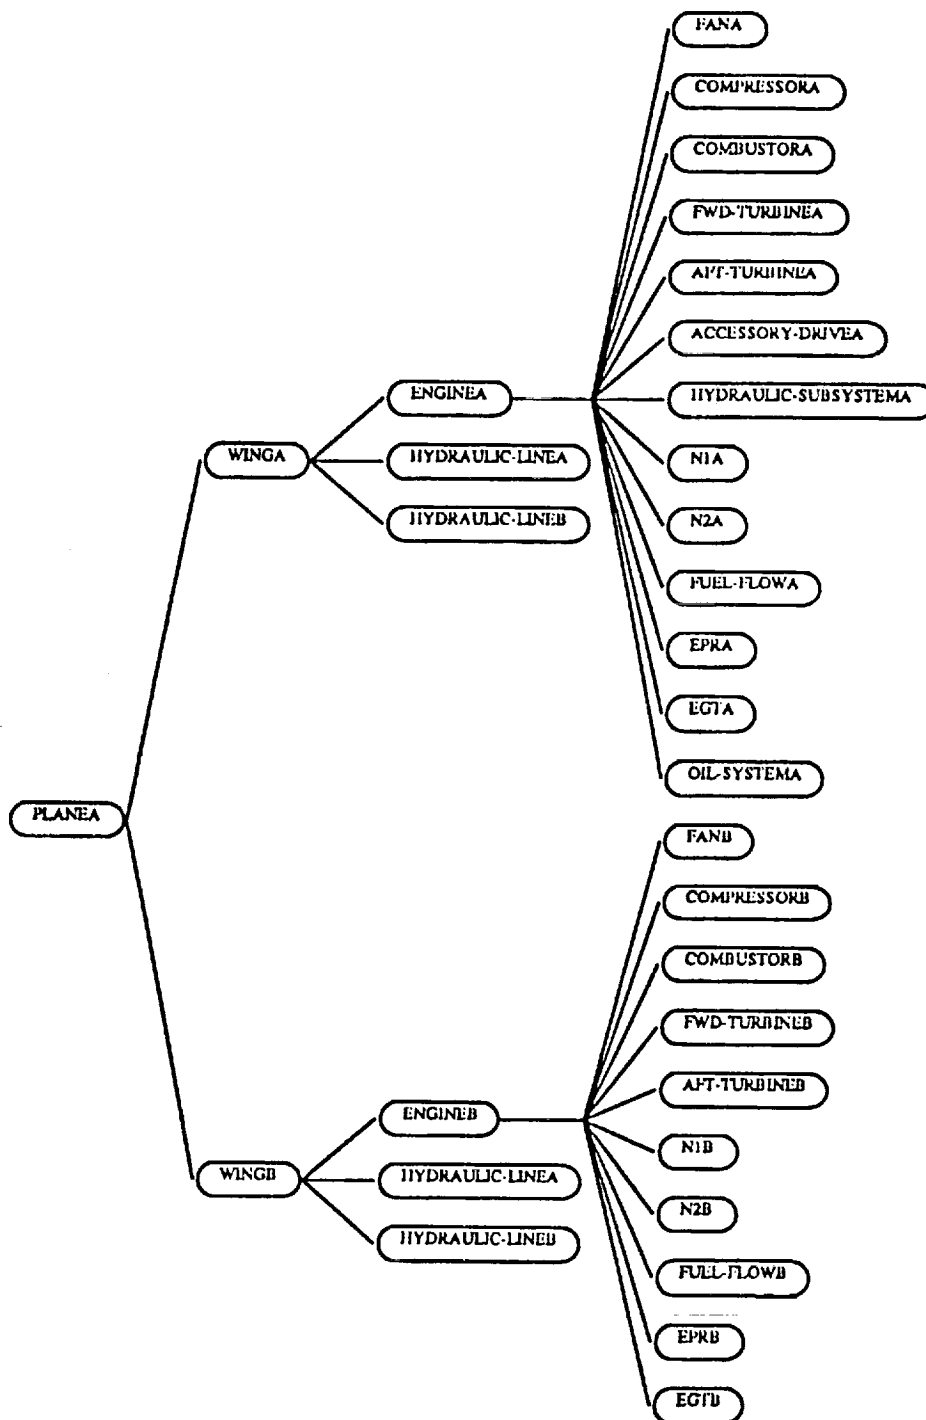 FANA
COMPRESSORA
COMBUSTORA
FWD-TURBINEA
AFT-TURBINEA
ACCESSORY-DRIVEA
ENGINEA
HYDRAULIC-SUBSYSTEMA
WINGA
HYDRAULIC-LINEA
N1A
HYDRAULIC-LINEB
N2A
FUEL-FLOWA
EPRA
EGTA
OIL-SYSTEMA
PLANEA
FANB
COMPRESSORB
COMBUSTORB
FWD-TURBINEB
AFT-TURBINEB
ENGINEB
N1B
WINGB
HYDRAULIC-LINEA
N2B
HYDRAULIC-LINEB
FUEL-FLOWB
EPRB
EGTB